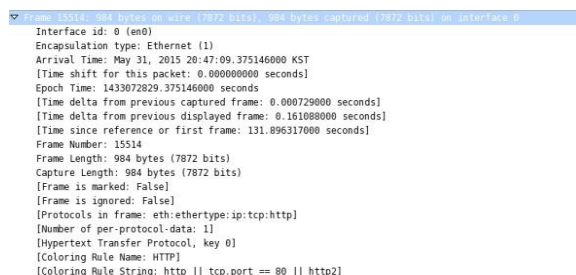 Frame 15514: 984 bytes on wire (7872 bits), 984 bytes captured (7872 bits) on interface 0
Interface id: 0 (en0)
Encapsulation type: Ethernet (1)
Arrival Time: May 31, 2015 20:47:09.375146000 KST
[Time shift for this packet: 0.000000000 seconds]
Epoch Time: 1433072829.375146000 seconds
[Time delta from previous captured frame: 0.000729000 seconds]
[Time delta from previous displayed frame: 0.161088000 seconds]
[Time since reference or first frame: 131.896317000 seconds]
Frame Number: 15514
Frame Length: 984 bytes (7872 bits)
Capture Length: 984 bytes (7872 bits)
[Frame is marked: False]
[Frame is ignored: False]
[Protocols in frame: eth:ethertype:ip:tcp:http]
[Number of per-protocol-data: 1]
[Hypertext Transfer Protocol, key 0]
[Coloring Rule Name: HTTP]
[Coloring Rule String: http || tcp.port == 80 || http2]